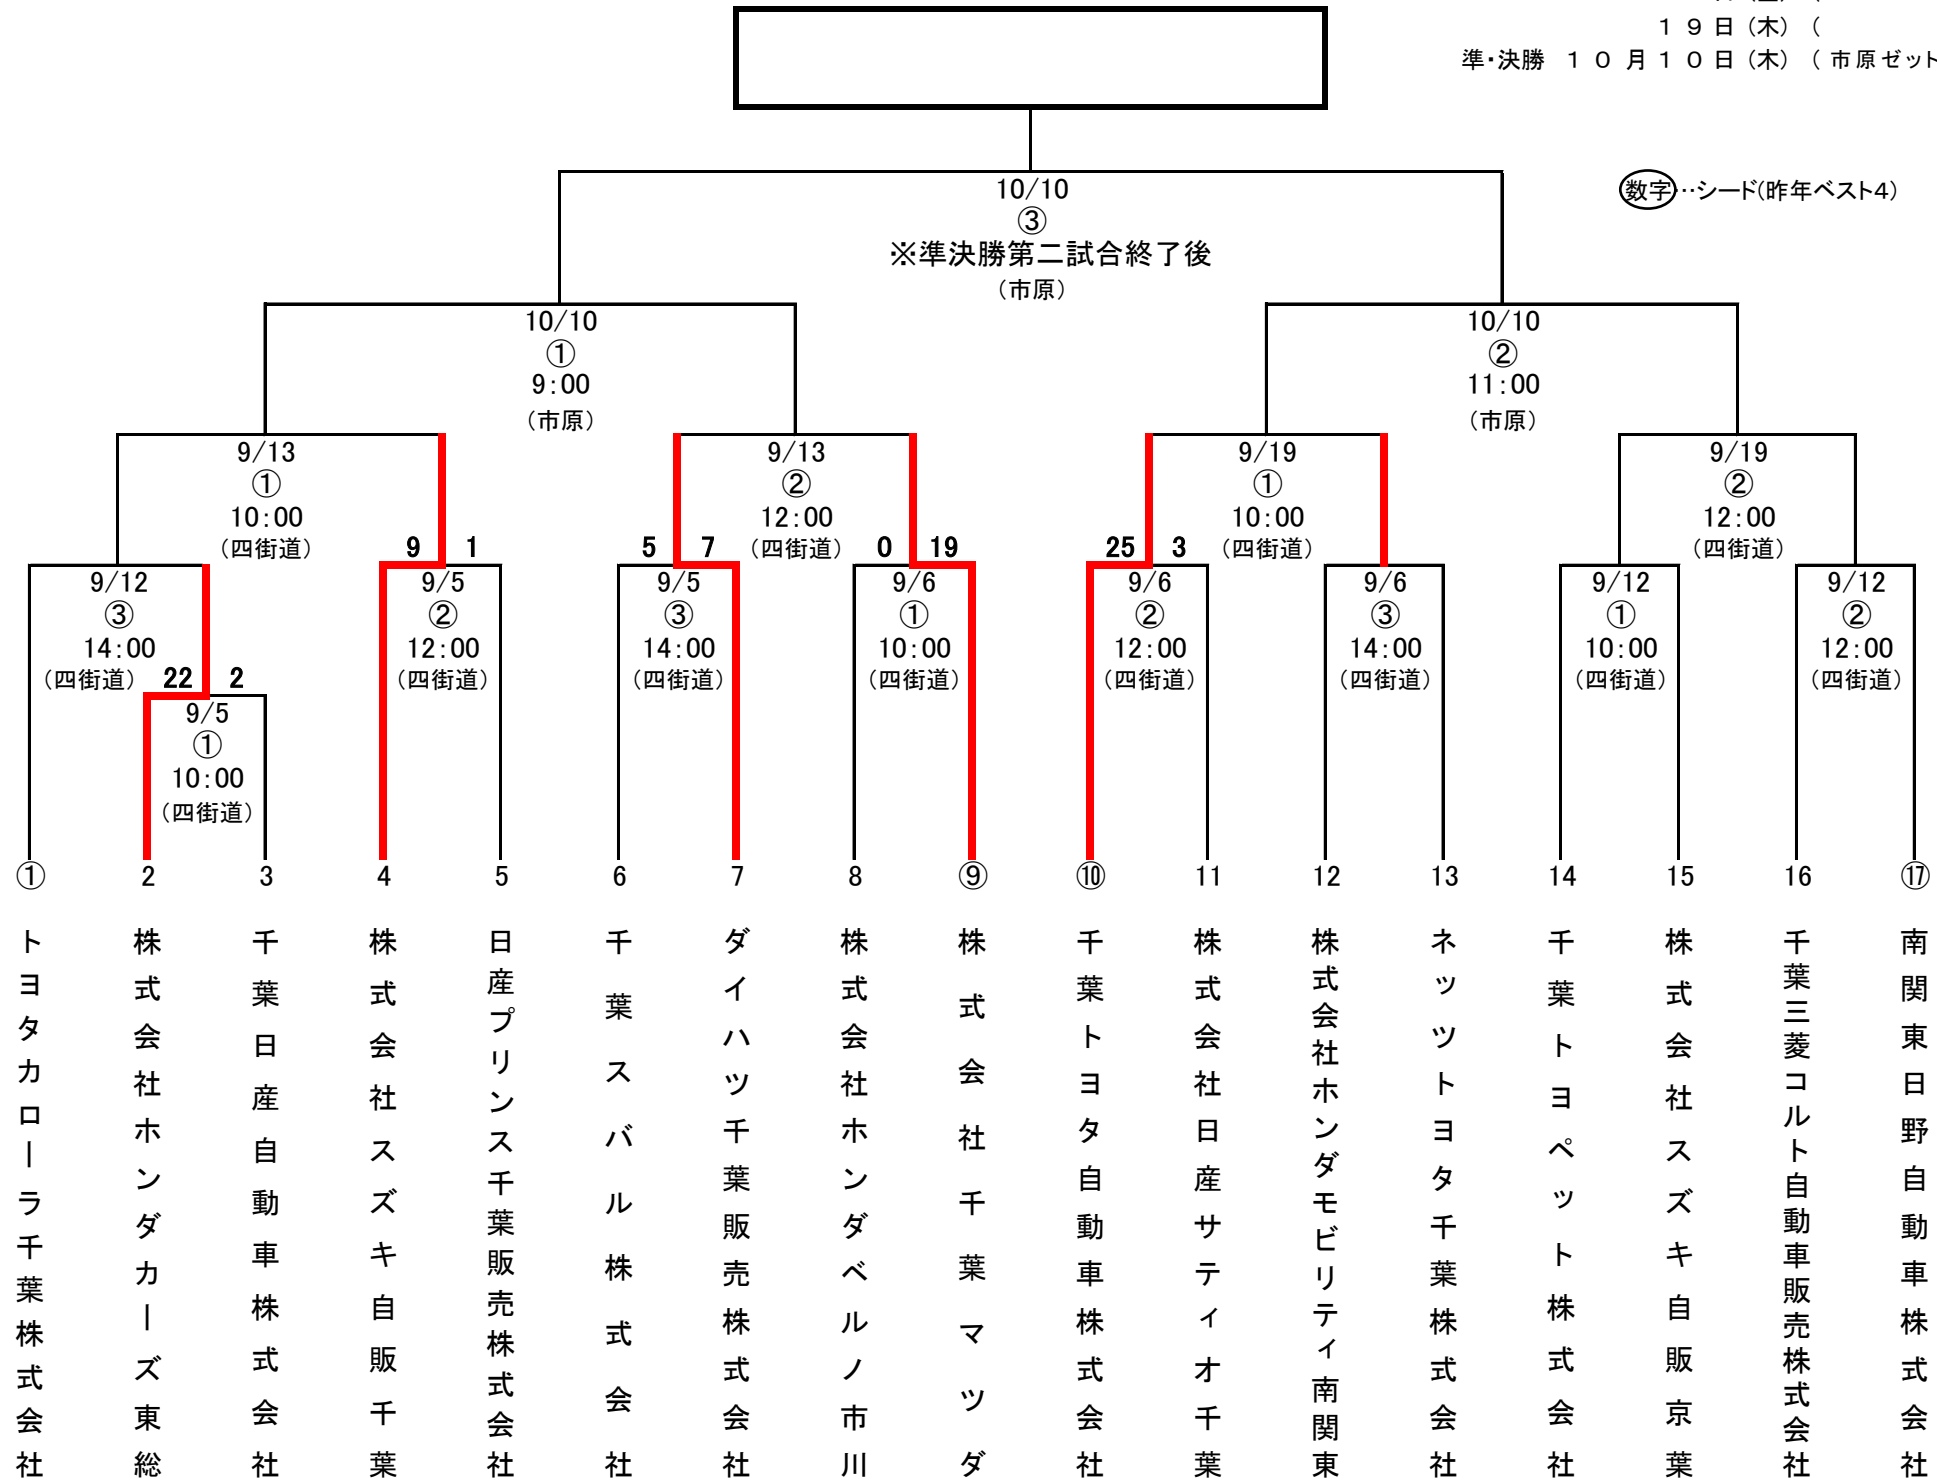 19日(木)（
準・決勝 10月10日(木)（市原ゼット
数字…シード(昨年ベスト4)
10/10
③
※準決勝第二試合終了後
（市原）
10/10
①
9:00
（市原）
10/10
②
11:00
（市原）
9/13
①
10:00
（四街道）
9/13
②
12:00
（四街道）
9/19
①
10:00
（四街道）
9/19
②
12:00
（四街道）
9 1
5 7
0 19
25 3
9/12
③
14:00
（四街道）
9/5
②
12:00
（四街道）
9/5
③
14:00
（四街道）
9/6
①
10:00
（四街道）
9/6
②
12:00
（四街道）
9/6
③
14:00
（四街道）
9/12
①
10:00
（四街道）
9/12
②
12:00
（四街道）
22 2
9/5
①
10:00
（四街道）
① 2 3 4 5 6 7 8 ⑨ ⑩ 11 12 13 14 15 16 ⑰
トヨタカローラ千葉株式会社
株式会社ホンダカーズ東総
千葉日産自動車株式会社
株式会社スズキ自販千葉
日産プリンス千葉販売株式会社
千葉スバル株式会社
ダイハツ千葉販売株式会社
株式会社ホンダベルノ市川
株式会社千葉マツダ
千葉トヨタ自動車株式会社
株式会社日産サティオ千葉
株式会社ホンダモビリティ南関東
ネッツトヨタ千葉株式会社
千葉トヨペット株式会社
株式会社スズキ自販京葉
千葉三菱コルト自動車販売株式会社
南関東日野自動車株式会社